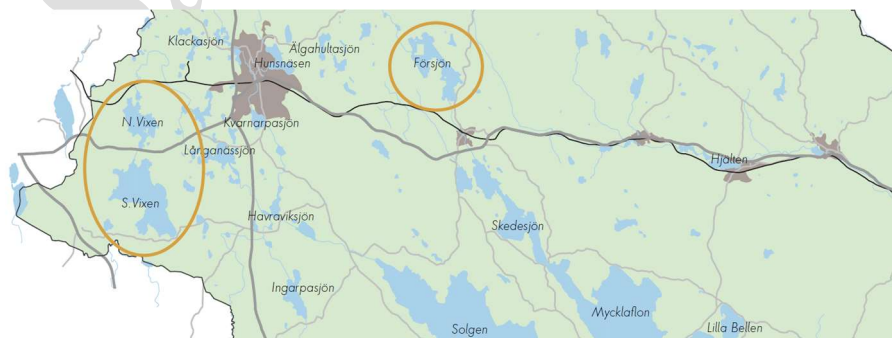 Klackasjön
Älgahultasjön
Hunsnäsen
Försjön
N.Vixen
Kvarnarpasjön
Långanässjön
Hjälten
S.Vixen
Havraviksjön
Skedesjön
Ingarpasjön
Mycklaflon
Solgen
Lilla Bellen